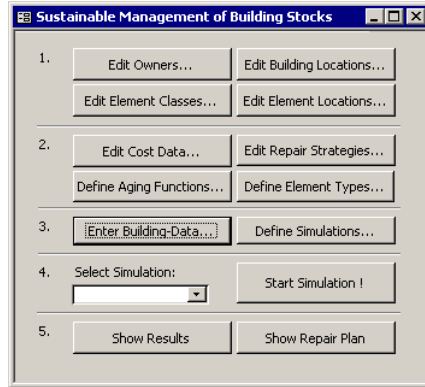 Sustainable Management of Building Stocks
1. Edit Owners... Edit Building Locations...
Edit Element Classes... Edit Element Locations...
2. Edit Cost Data... Edit Repair Strategies...
Define Aging Functions... Define Element Types...
3. Enter Building-Data... Define Simulations...
4. Select Simulation: Start Simulation !
5. Show Results Show Repair Plan